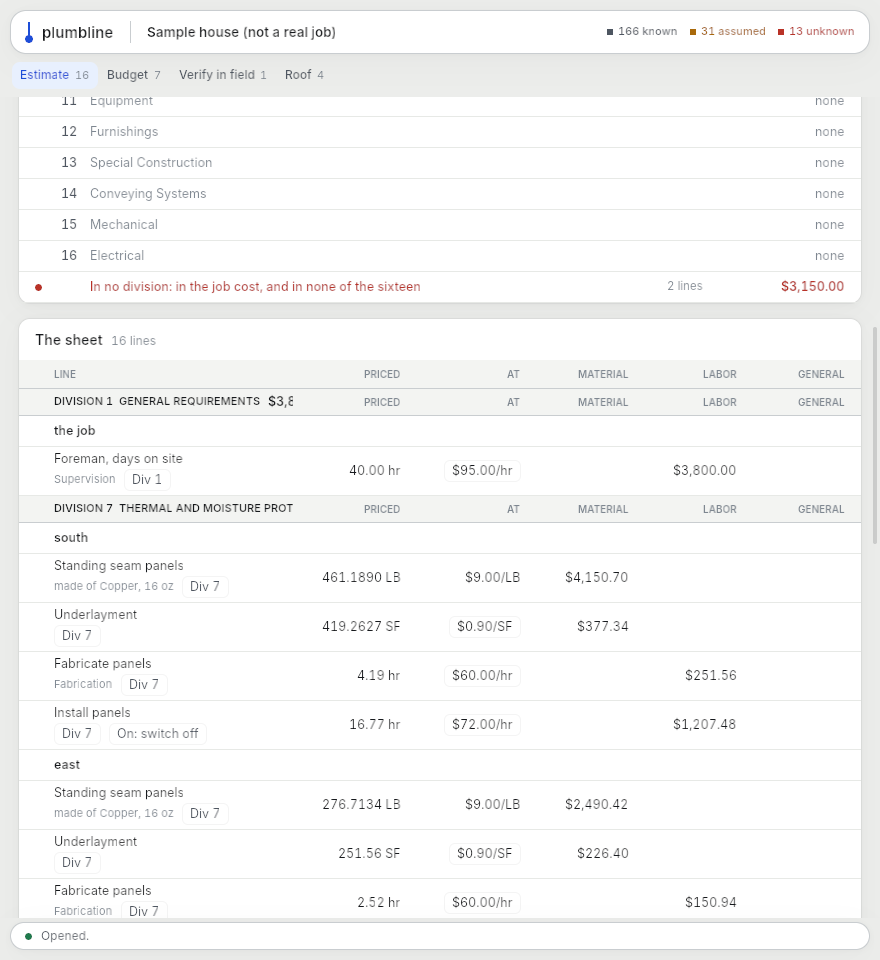 plumbline Sample house (not a real job) 166 known 31 assumed 13 unknown
Estimate 16 Budget 7 Verify in field 1 Roof 4
11 Equipment none
12 Furnishings none
13 Special Construction none
14 Conveying Systems none
15 Mechanical none
16 Electrical none
In no division: in the job cost, and in none of the sixteen 2 lines $3,150.00
The sheet 16 lines
LINE PRICED AT MATERIAL LABOR GENERAL
DIVISION 1 GENERAL REQUIREMENTS $3,8 PRICED AT MATERIAL LABOR GENERAL
the job
Foreman, days on site
Supervision Div 1 40.00 hr $95.00/hr $3,800.00
DIVISION 7 THERMAL AND MOISTURE PROT PRICED AT MATERIAL LABOR GENERAL
south
Standing seam panels
made of Copper, 16 oz Div 7 461.1890 LB $9.00/LB $4,150.70
Underlayment
Div 7 419.2627 SF $0.90/SF $377.34
Fabricate panels
Fabrication Div 7 4.19 hr $60.00/hr $251.56
Install panels
Div 7 On: switch off 16.77 hr $72.00/hr $1,207.48
east
Standing seam panels
made of Copper, 16 oz Div 7 276.7134 LB $9.00/LB $2,490.42
Underlayment
Div 7 251.56 SF $0.90/SF $226.40
Fabricate panels
Fabrication Div 7 2.52 hr $60.00/hr $150.94
Opened.